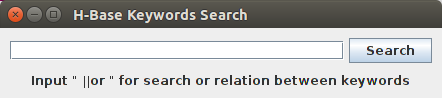 H-Base Keywords Search
Search
Input " ||or " for search or relation between keywords